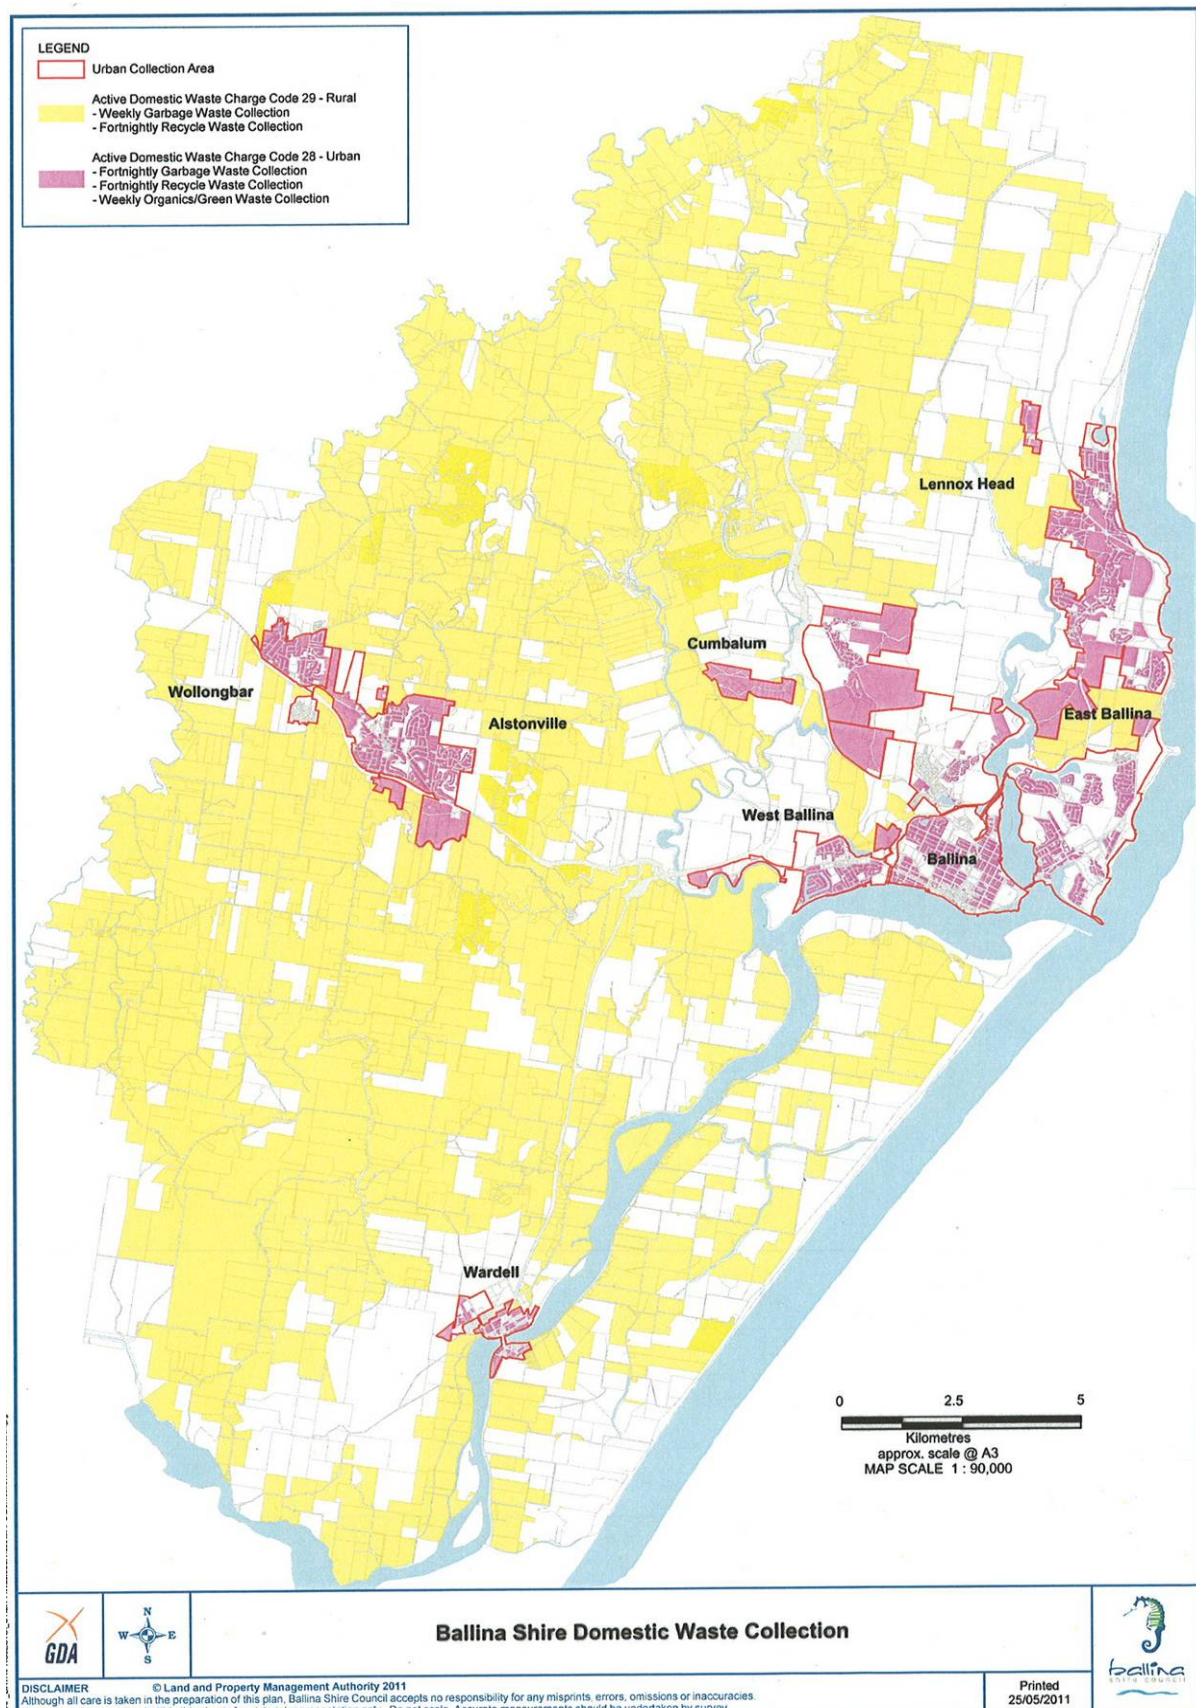 LEGEND
Urban Collection Area
Active Domestic Waste Charge Code 29 - Rural
- Weekly Garbage Waste Collection
- Fortnightly Recycle Waste Collection
Active Domestic Waste Charge Code 28 - Urban
- Fortnightly Garbage Waste Collection
- Fortnightly Recycle Waste Collection
- Weekly Organics/Green Waste Collection
Lennox Head
Cumbalum
Wollongbar
Alstonville
East Ballina
West Ballina
Ballina
Wardell
0 2.5 5
Kilometres
approx. scale @ A3
MAP SCALE 1 : 90,000
GDA
N
W E
S
Ballina Shire Domestic Waste Collection
ballina
shire council
DISCLAIMER © Land and Property Management Authority 2011
Although all care is taken in the preparation of this plan, Ballina Shire Council accepts no responsibility for any misprints, errors, omissions or inaccuracies.
Printed
25/05/2011